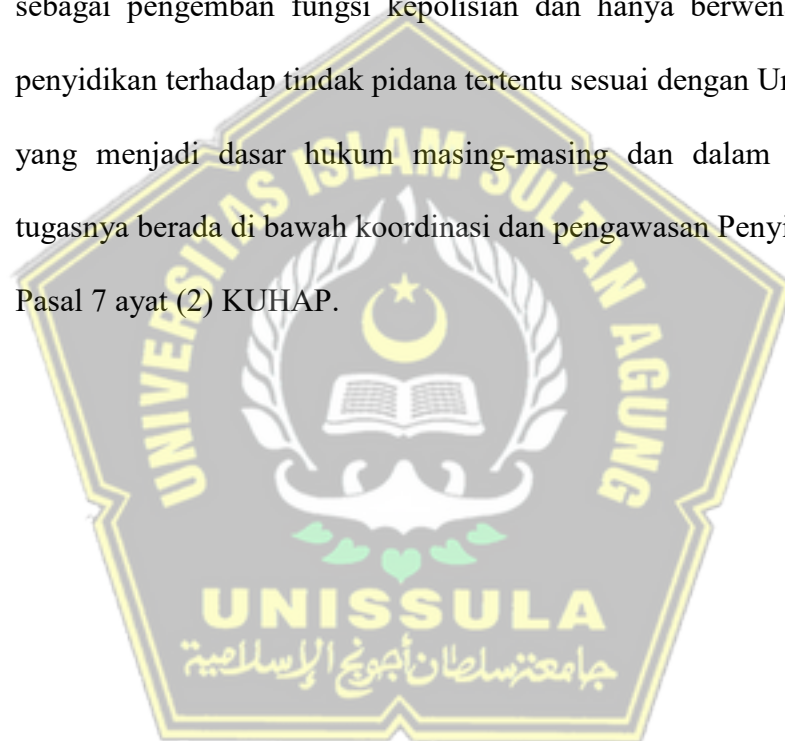 sebagai pengemban fungsi kepolisian dan hanya berwen
penyidikan terhadap tindak pidana tertentu sesuai dengan Un
yang menjadi dasar hukum masing-masing dan dalam
tugasnya berada di bawah koordinasi dan pengawasan Penyi
Pasal 7 ayat (2) KUHAP.
UNIVERSITAS ISLAM SULTAN AGUNG
UNISSULA
جامعة سلطان أجونج الإسلامية